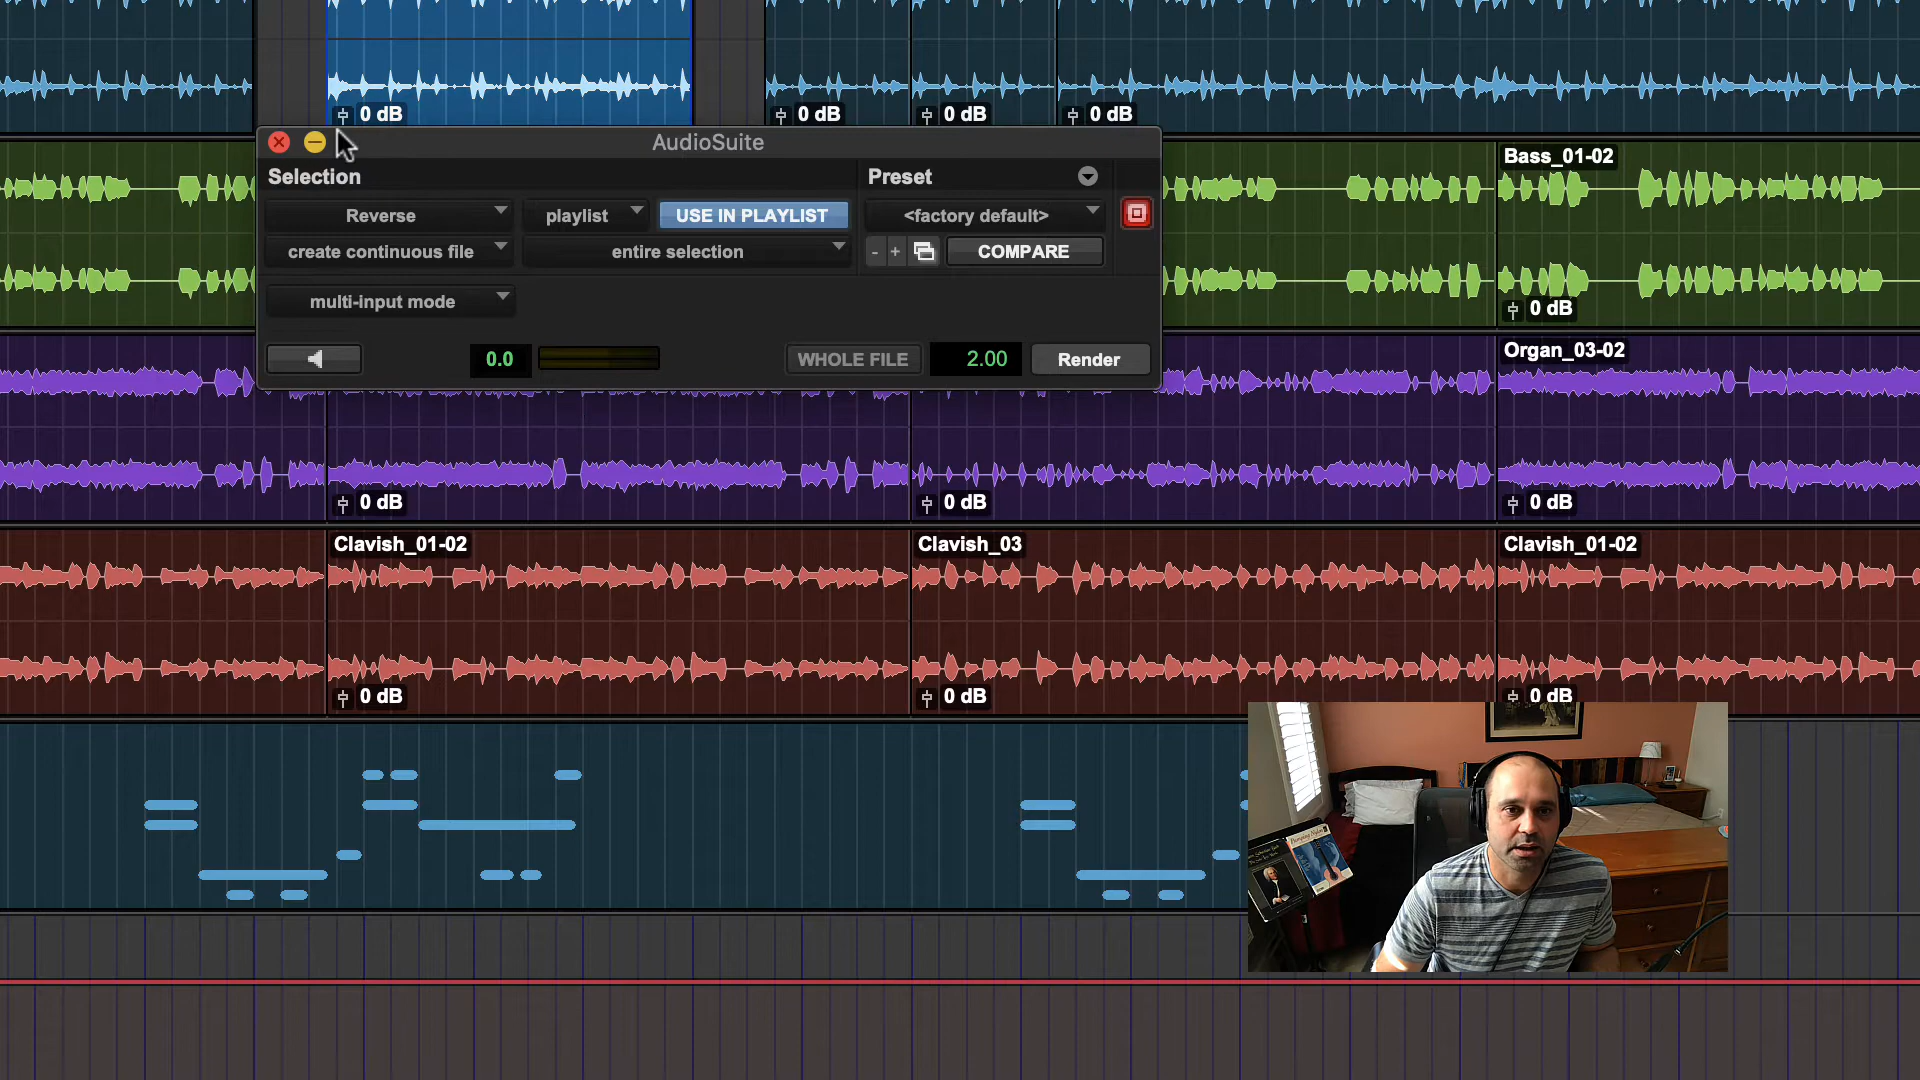 0 dB
0 dB
0 dB
0 dB
AudioSuite
Selection
Preset
Reverse
playlist
USE IN PLAYLIST
<factory default>
create continuous file
entire selection
-
+
COMPARE
multi-input mode
0.0
WHOLE FILE
2.00
Render
Bass_01-02
0 dB
Organ_03-02
0 dB
0 dB
0 dB
Clavish_01-02
Clavish_03
Clavish_01-02
0 dB
0 dB
0 dB